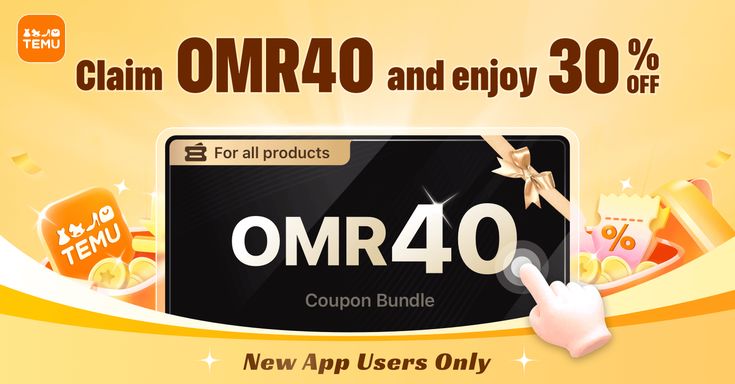 TEMU
Claim OMR40 and enjoy 30% OFF
For all products
OMR40
Coupon Bundle
TEMU
%
New App Users Only